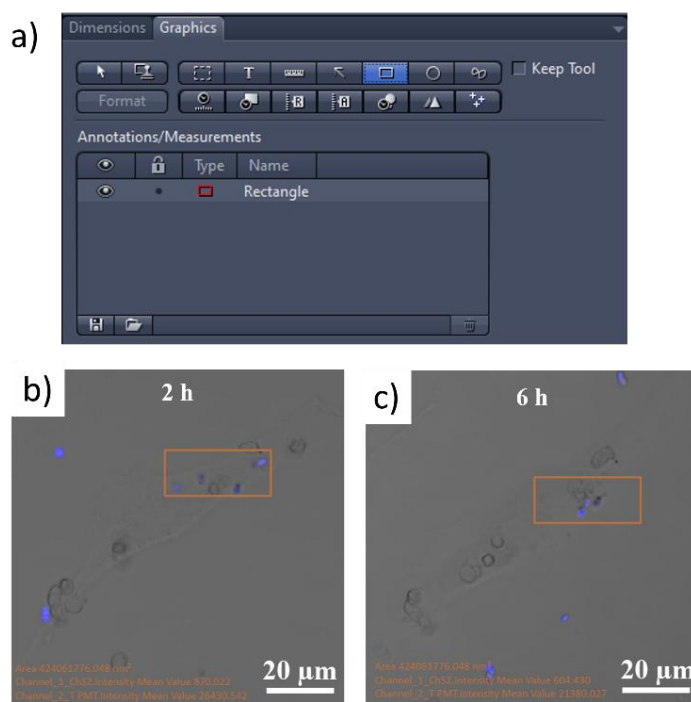 a)
Dimensions Graphics
T
Keep Tool
Format
R
A
Annotations/Measurements
Type Name
Rectangle
b)
2 h
Area 424061776.048 nm²
Channel_1_ChS2.Intensity Mean Value 870.022
Channel_2_T PMT.Intensity Mean Value 26430.542
20 µm
c)
6 h
Area 424061776.048 nm²
Channel_1_ChS2.Intensity Mean Value 604.430
Channel_2_T PMT.Intensity Mean Value 21380.027
20 µm